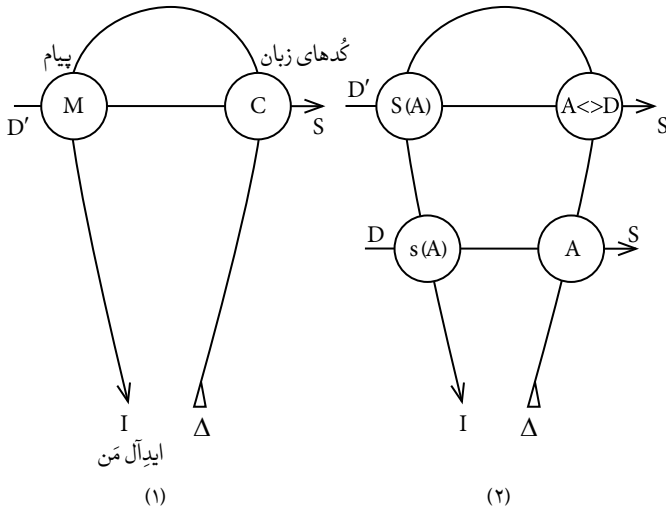 پیام
کُدهای زبان
M
C
D′
S
I
Δ
ایدِآل مَن
(۱)
D′
S(A)
A<>D
S
D
s(A)
A
S
I
Δ
(۲)